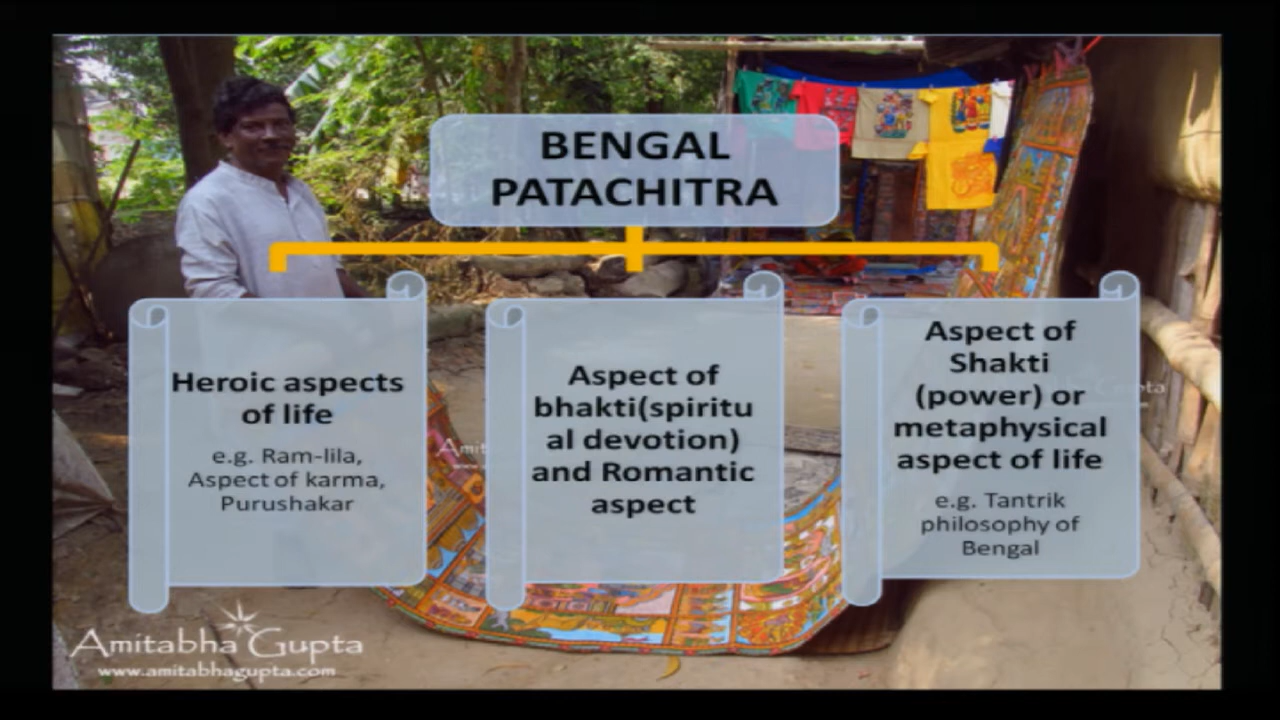 BENGAL
PATACHITRA
Heroic aspects
of life
e.g. Ram-lila,
Aspect of karma,
Purushakar
Aspect of
bhakti(spiritu
al devotion)
and Romantic
aspect
Aspect of
Shakti
(power) or
metaphysical
aspect of life
e.g. Tantrik
philosophy of
Bengal
Amitabha Gupta
www.amitabhagupta.com